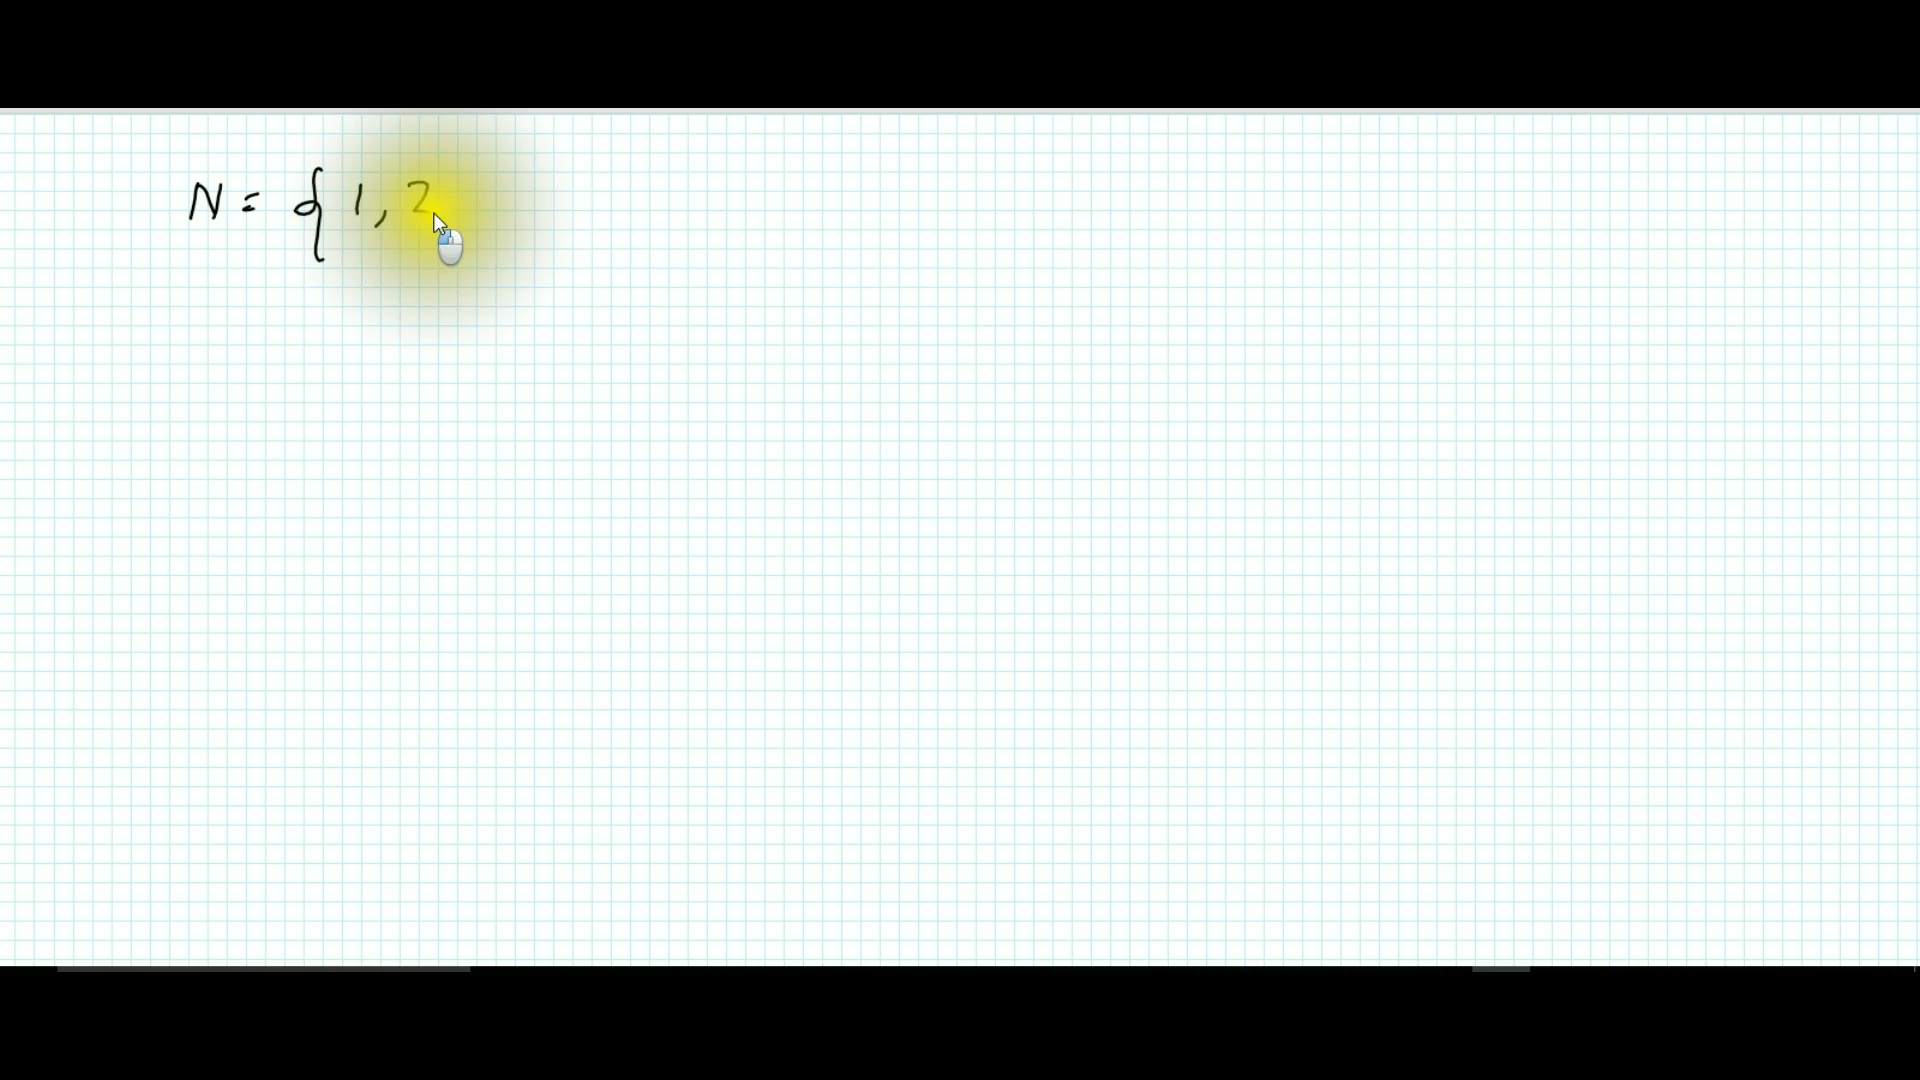 N = { 1, 2